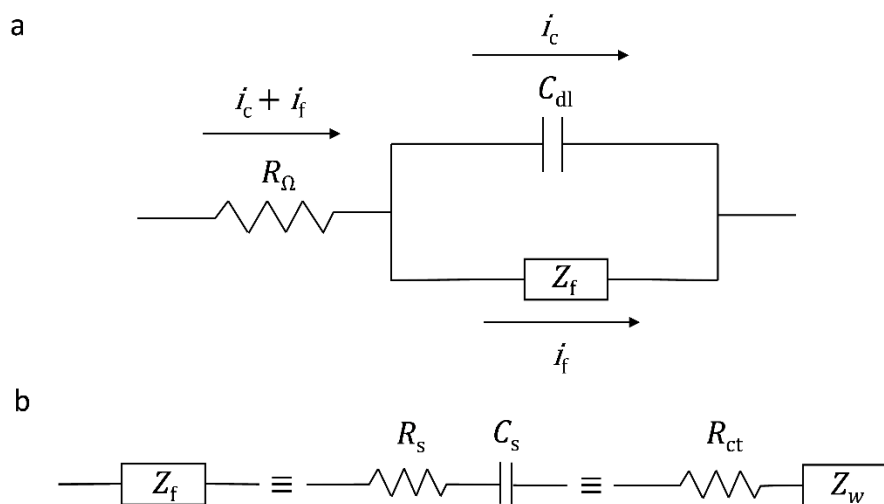 a
i_c
C_dl
i_c + i_f
R_Ω
Z_f
i_f
b
R_s C_s R_ct
Z_f ≡ ≡ Z_w